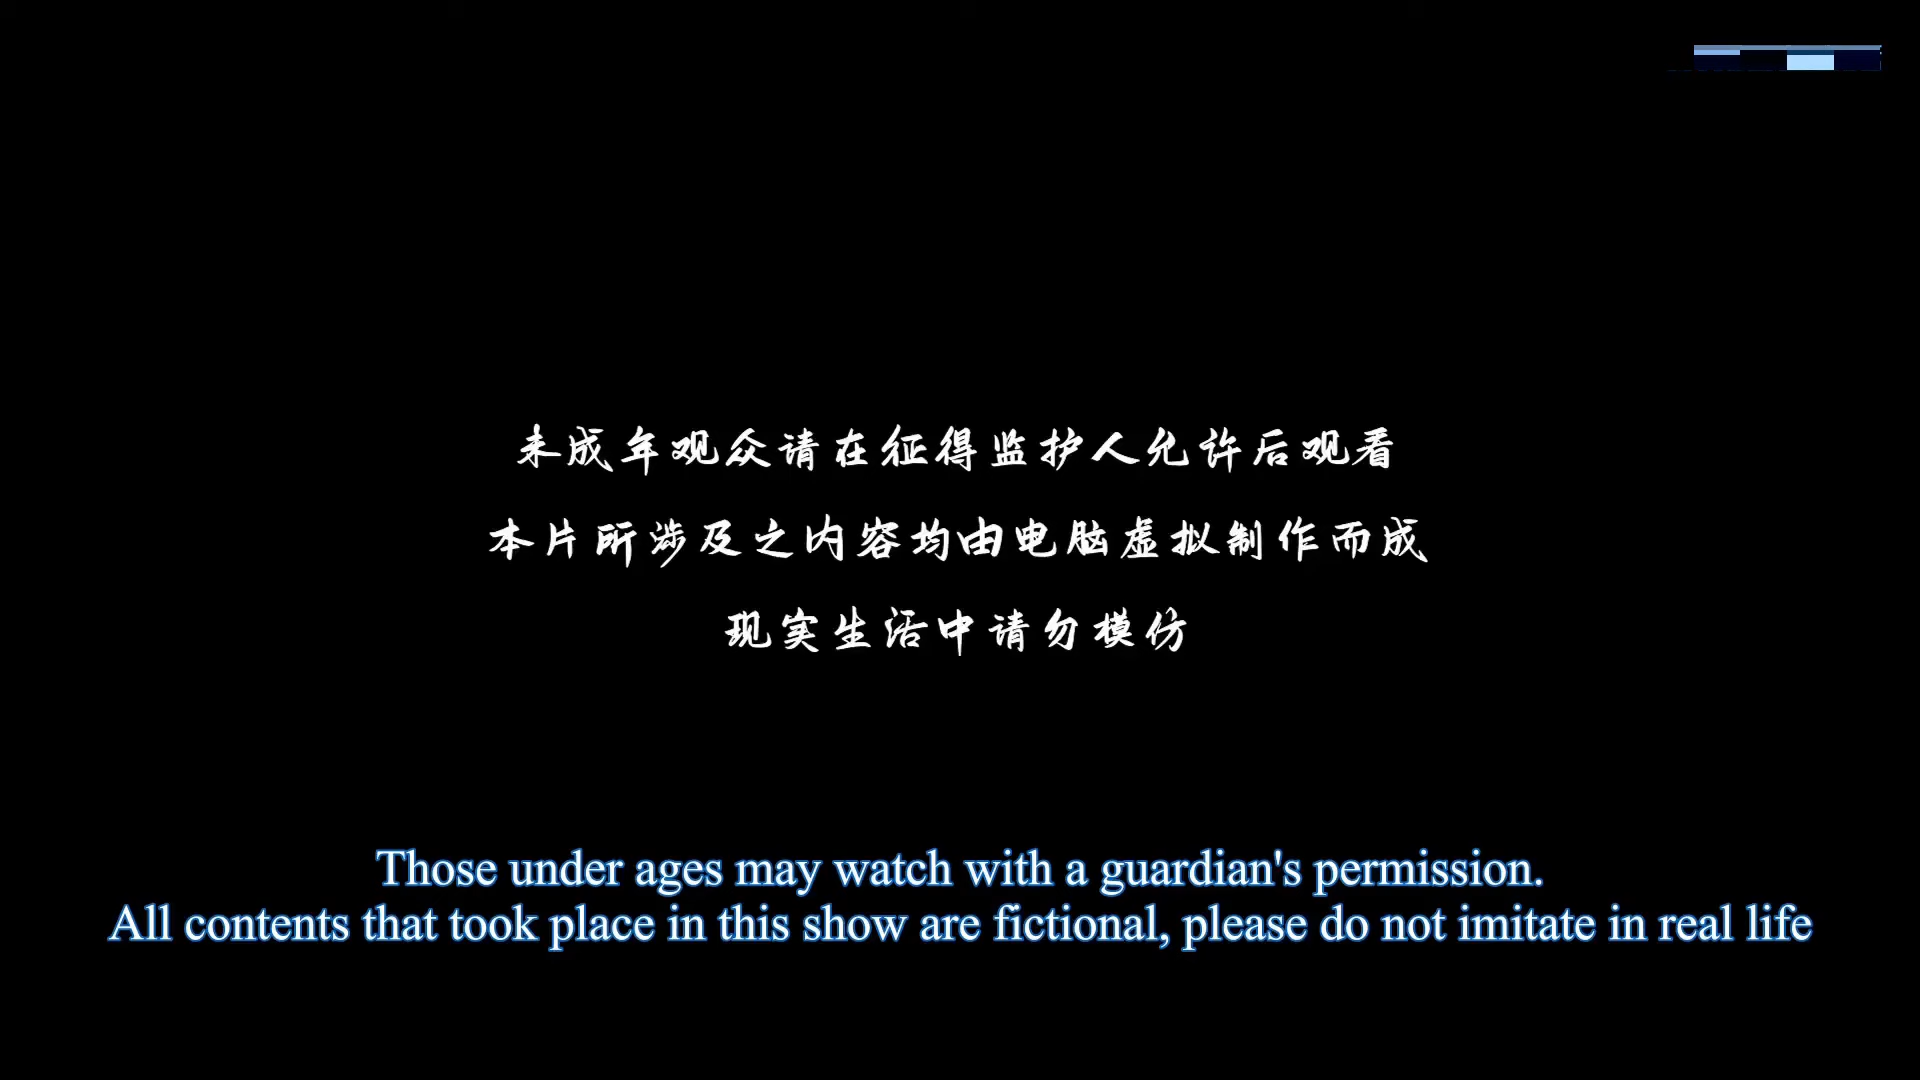 未成年观众请在征得监护人允许后观看
本片所涉及之内容均由电脑虚拟制作而成
现实生活中请勿模仿
Those under ages may watch with a guardian's permission.
All contents that took place in this show are fictional, please do not imitate in real life